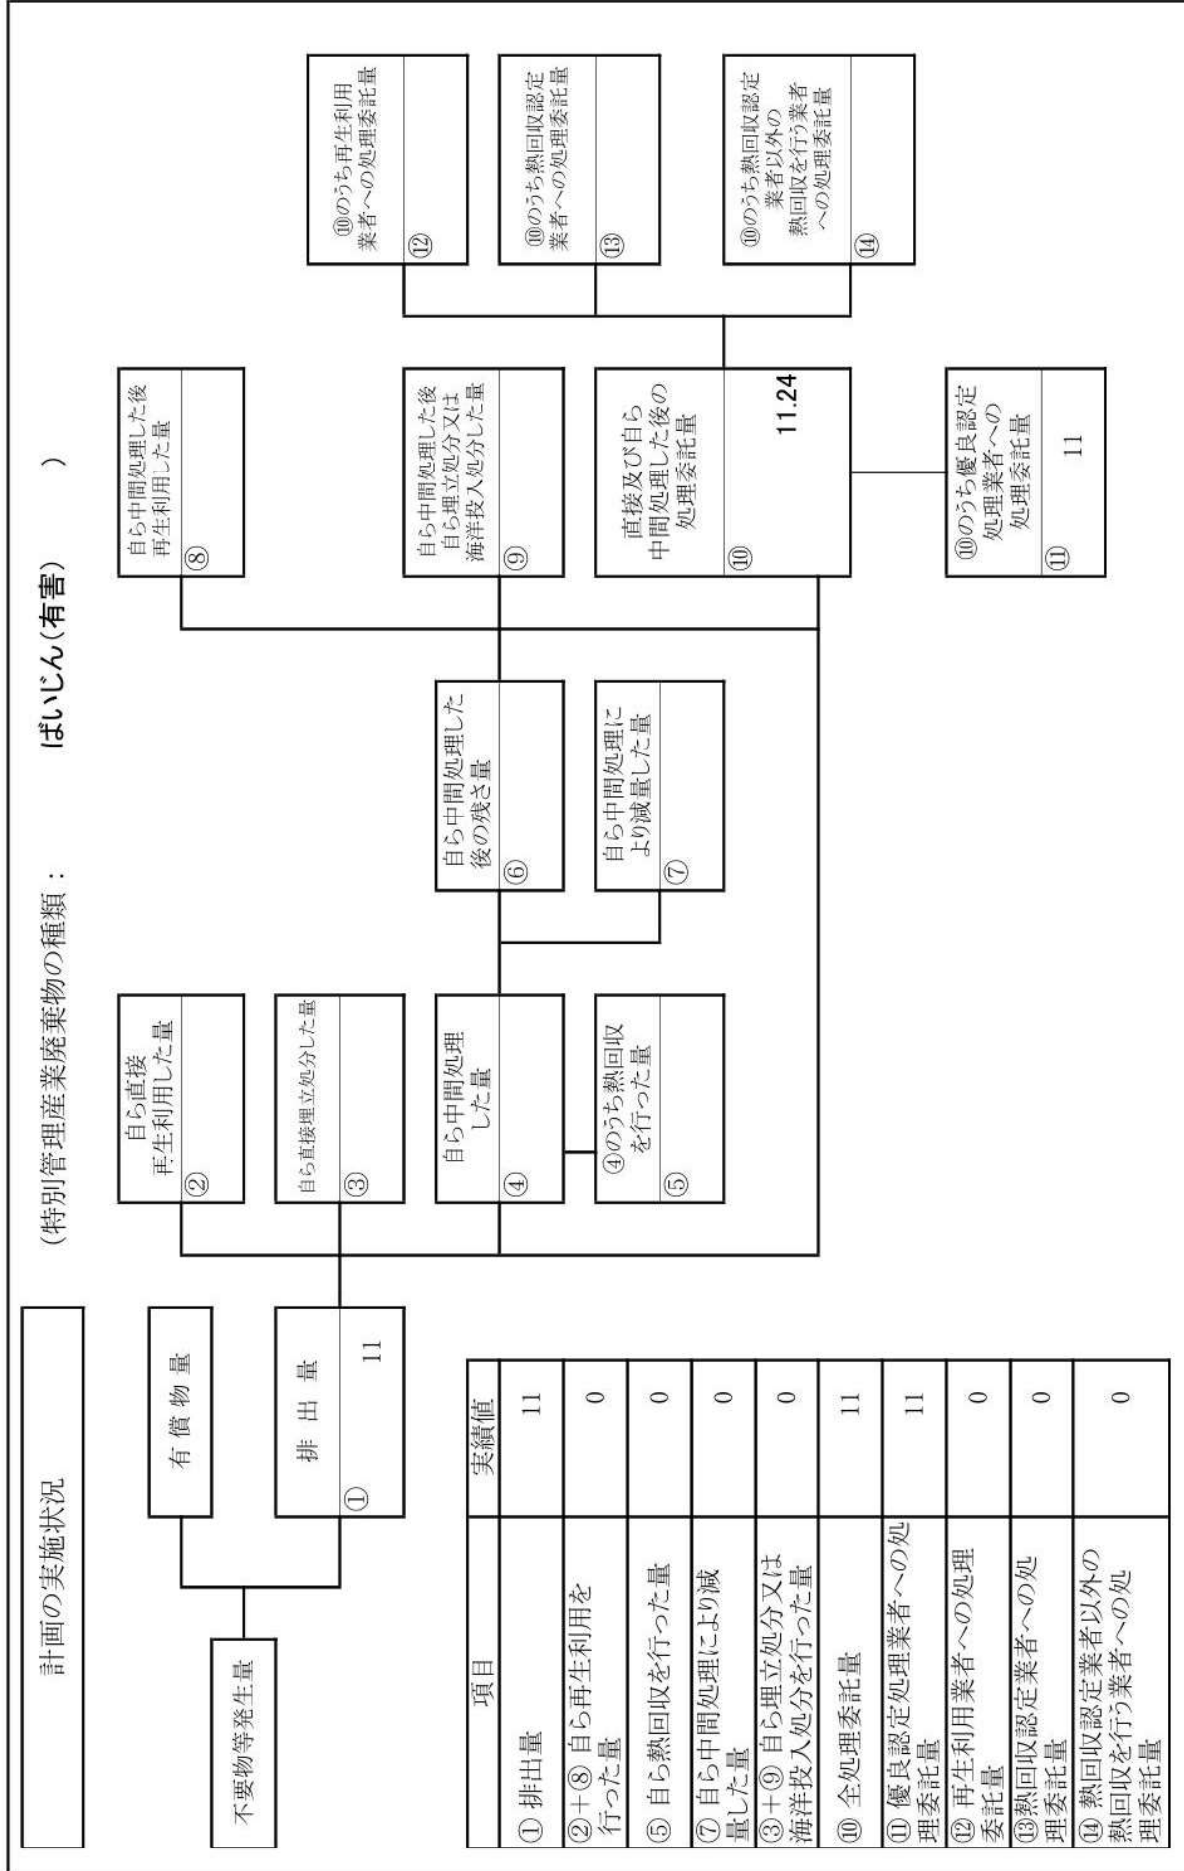 計画の実施状況
(特別管理産業廃棄物の種類：　ばいじん(有害)　)
不要物等発生量
有 償 物 量
排 出 量
①
11
自ら直接
再生利用した量
②
自ら直接埋立処分した量
③
自ら中間処理
した量
④
④のうち熱回収
を行った量
⑤
自ら中間処理した
後の残さ量
⑥
自ら中間処理に
より減量した量
⑦
自ら中間処理した後
再生利用した量
⑧
自ら中間処理した後
自ら埋立処分又は
海洋投入処分した量
⑨
直接及び自ら
中間処理した後の
処理委託量
⑩
11.24
⑩のうち優良認定
処理業者への
処理委託量
⑪
11
⑩のうち再生利用
業者への処理委託量
⑫
⑩のうち熱回収認定
業者への処理委託量
⑬
⑩のうち熱回収認定
業者以外の
熱回収を行う業者
への処理委託量
⑭
項目 実績値
① 排出量 11
②＋⑧ 自ら再生利用を
行った量 0
⑤ 自ら熱回収を行った量 0
⑦ 自ら中間処理により減
量した量 0
③＋⑨ 自ら埋立処分又は
海洋投入処分を行った量 0
⑩ 全処理委託量 11
⑪ 優良認定処理業者への処
理委託量 11
⑫ 再生利用業者への処理
委託量 0
⑬熱回収認定業者への処
理委託量 0
⑭ 熱回収認定業者以外の
熱回収を行う業者への処
理委託量 0